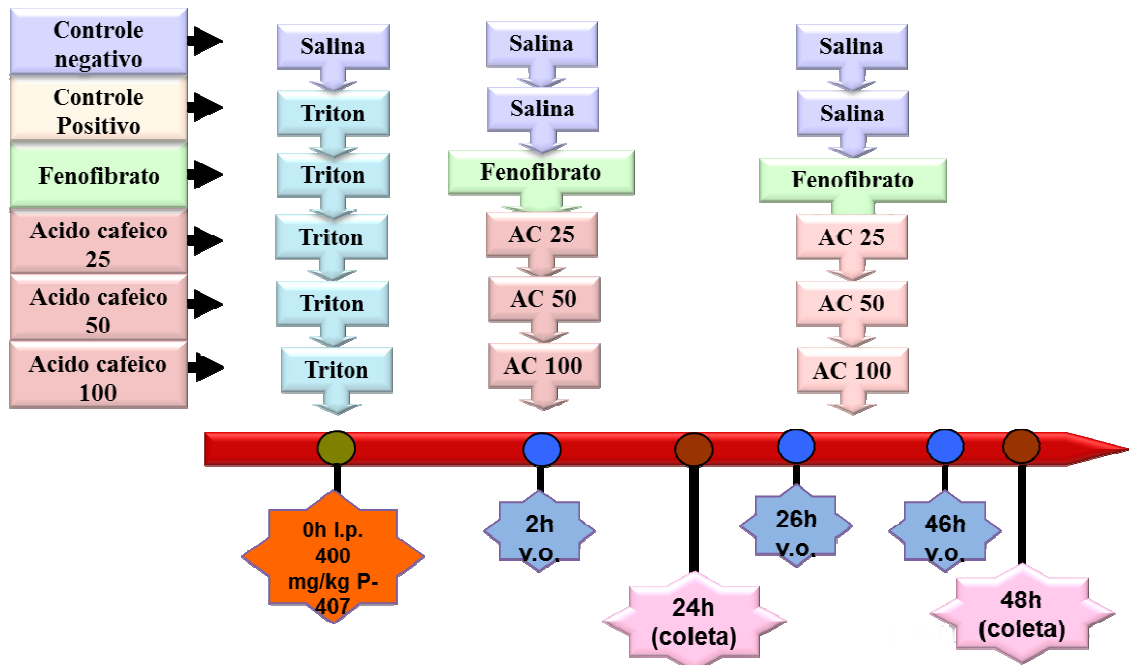 Controle
negativo
Salina
Salina
Salina
Controle
Positivo
Triton
Salina
Salina
Fenofibrato
Triton
Fenofibrato
Fenofibrato
Acido cafeico
25
Triton
AC 25
AC 25
Acido cafeico
50
Triton
AC 50
AC 50
Acido cafeico
100
Triton
AC 100
AC 100
0h I.p.
400
mg/kg P-
407
2h
v.o.
24h
(coleta)
26h
v.o.
46h
v.o.
48h
(coleta)